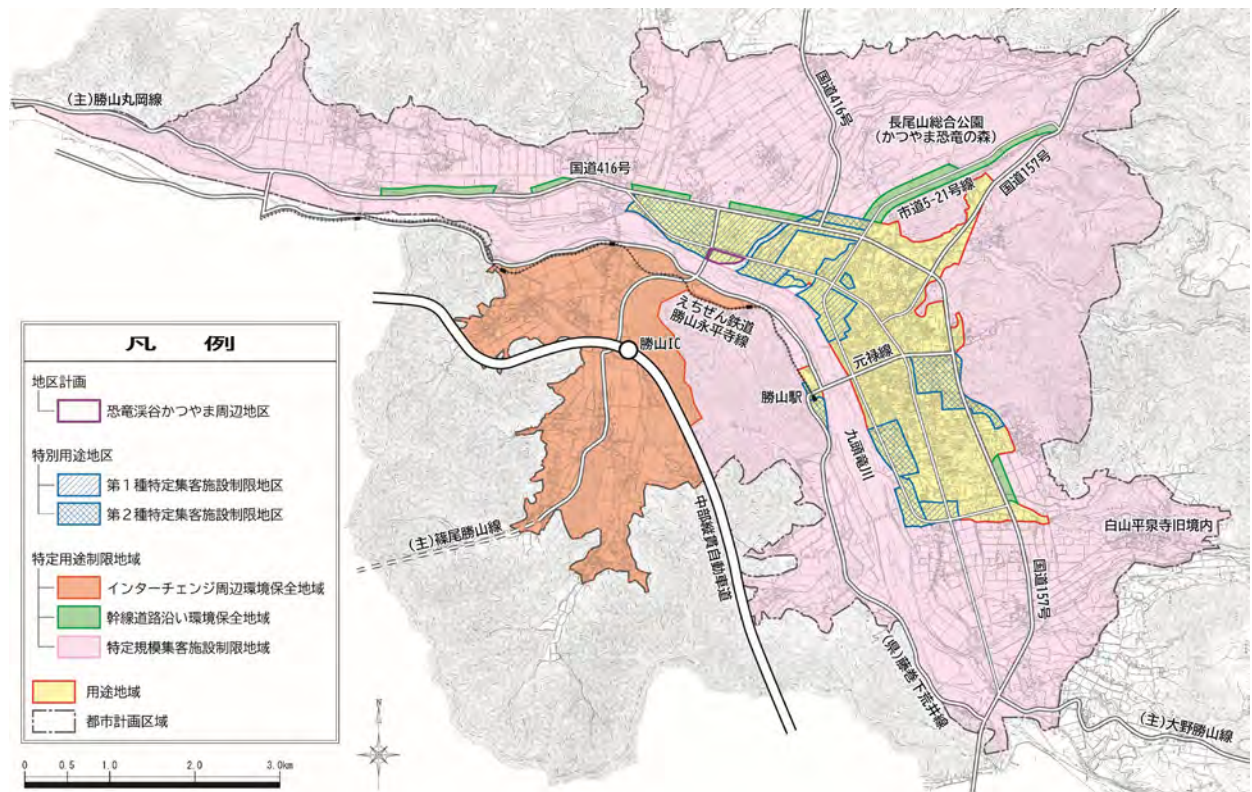 (主)勝山丸岡線
国道416号
国道416号
長尾山総合公園
(かつやま恐竜の森)
市道5-21号線
国道157号
えちぜん鉄道
勝山永平寺線
勝山IC
元禄線
勝山駅
九頭竜川
中部縦貫自動車道
(主)篠尾勝山線
白山平泉寺旧境内
国道157号
(県)藤巻下荒井線
(主)大野勝山線
凡 例
地区計画
恐竜渓谷かつやま周辺地区
特別用途地区
第1種特定集客施設制限地区
第2種特定集客施設制限地区
特定用途制限地域
インターチェンジ周辺環境保全地域
幹線道路沿い環境保全地域
特定規模集客施設制限地域
用途地域
都市計画区域
0 0.5 1.0 2.0 3.0km
N